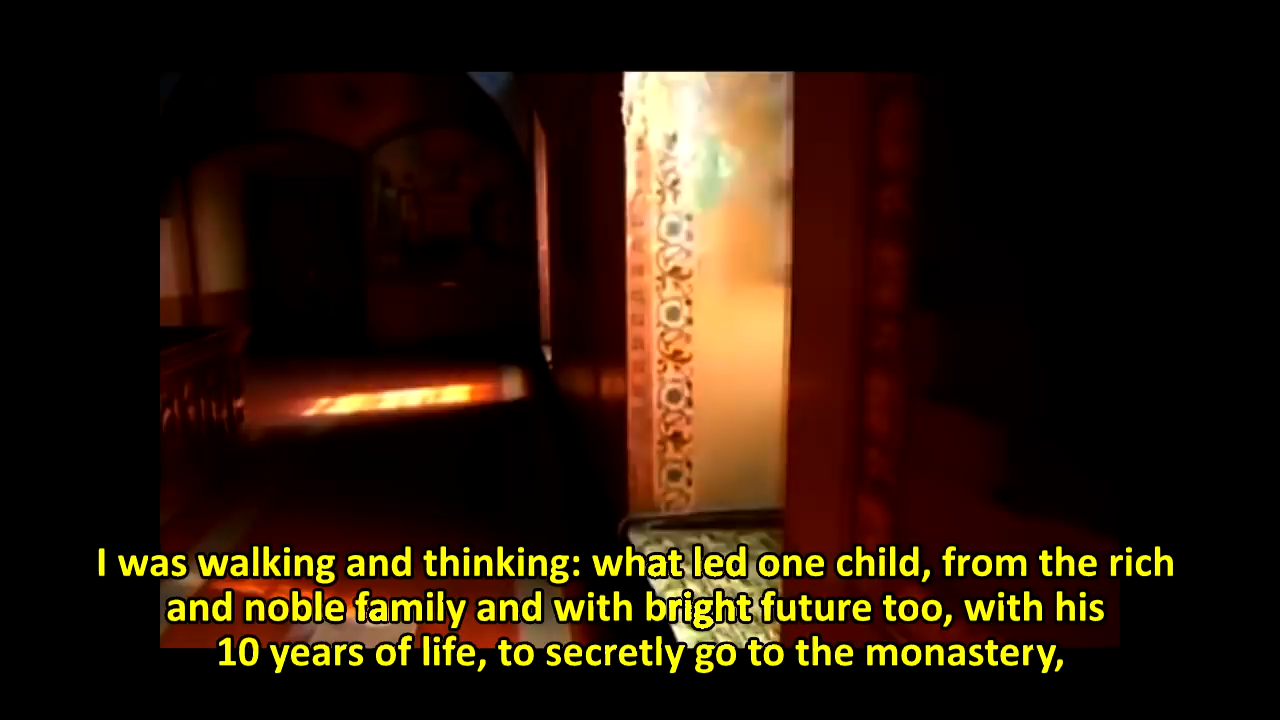 I was walking and thinking: what led one child, from the rich
and noble family and with bright future too, with his
10 years of life, to secretly go to the monastery,